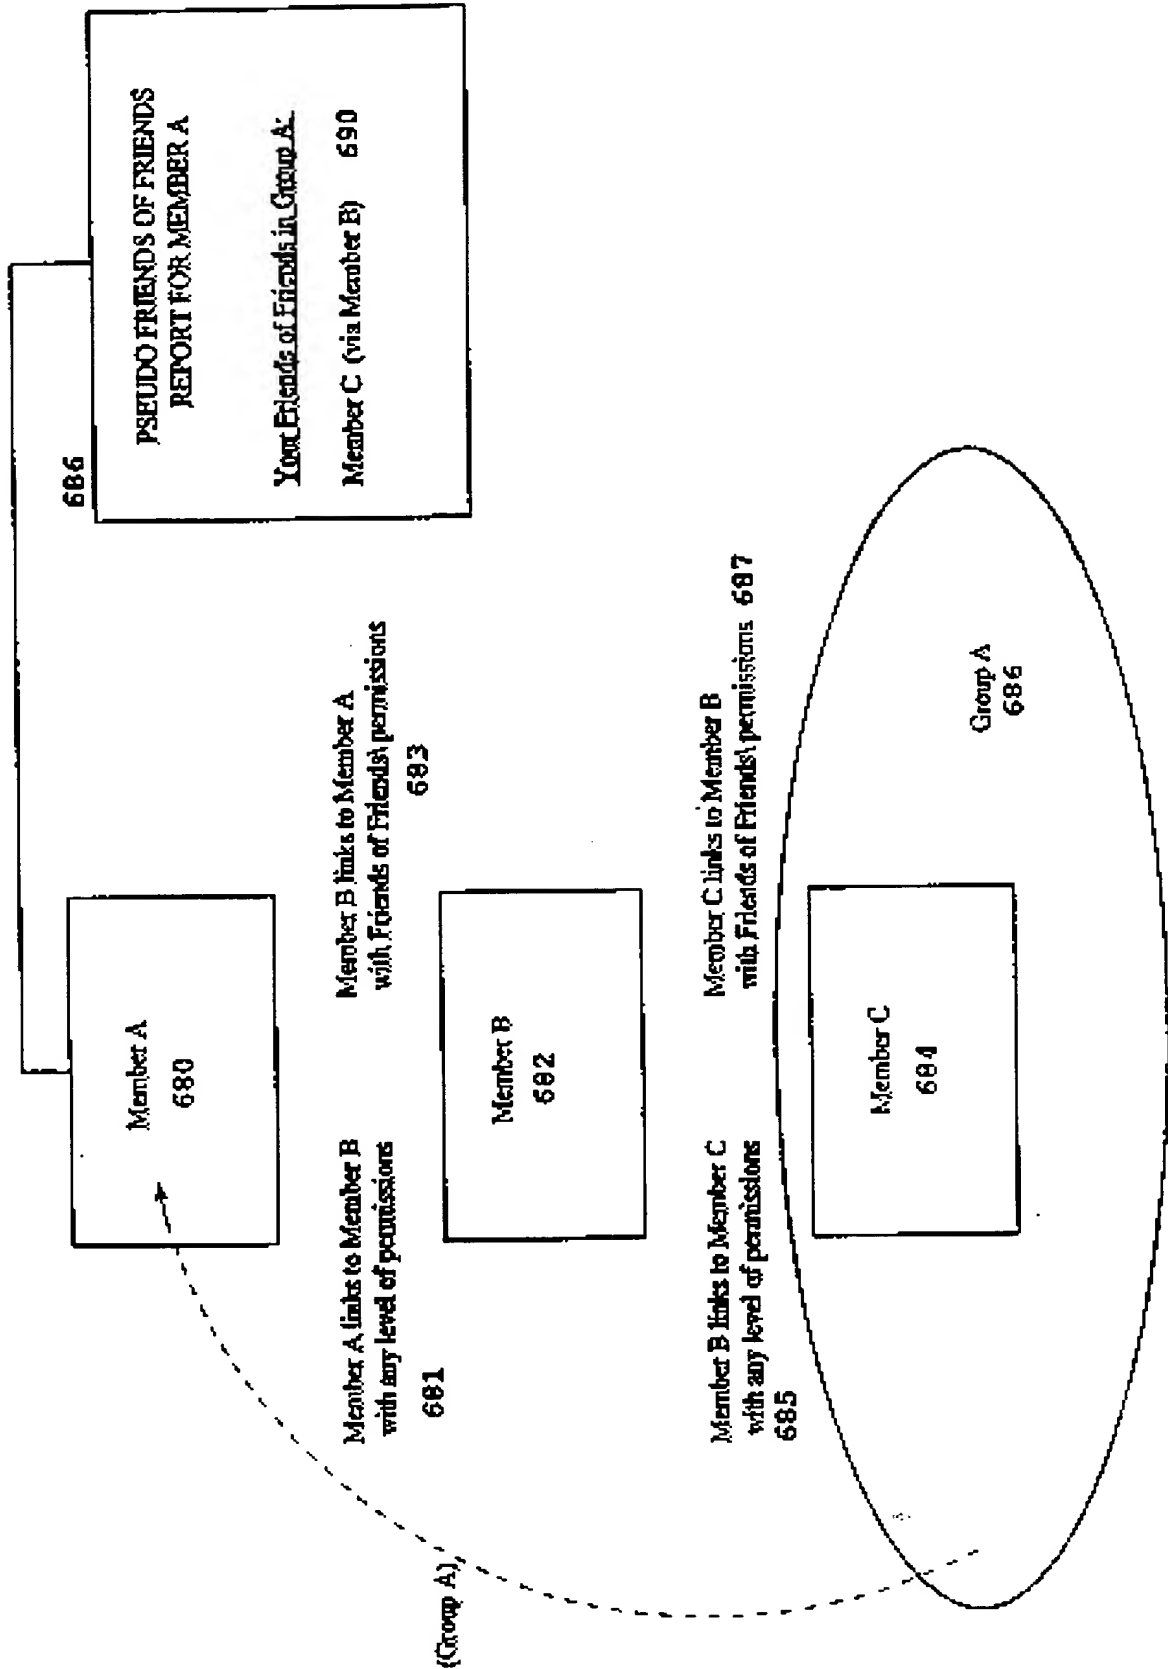 686
PSEUDO FRIENDS OF FRIENDS
REPORT FOR MEMBER A
Your Friends of Friends in Group A:
Member C (via Member B) 690
Member A
680
Member A links to Member B
with any level of permissions
681
Member B links to Member A
with Friends of Friends\ permissions
683
(Group A)
Member B
682
Member B links to Member C
with any level of permissions
685
Member C links to Member B
with Friends of Friends\ permissions 687
Member C
684
Group A
686